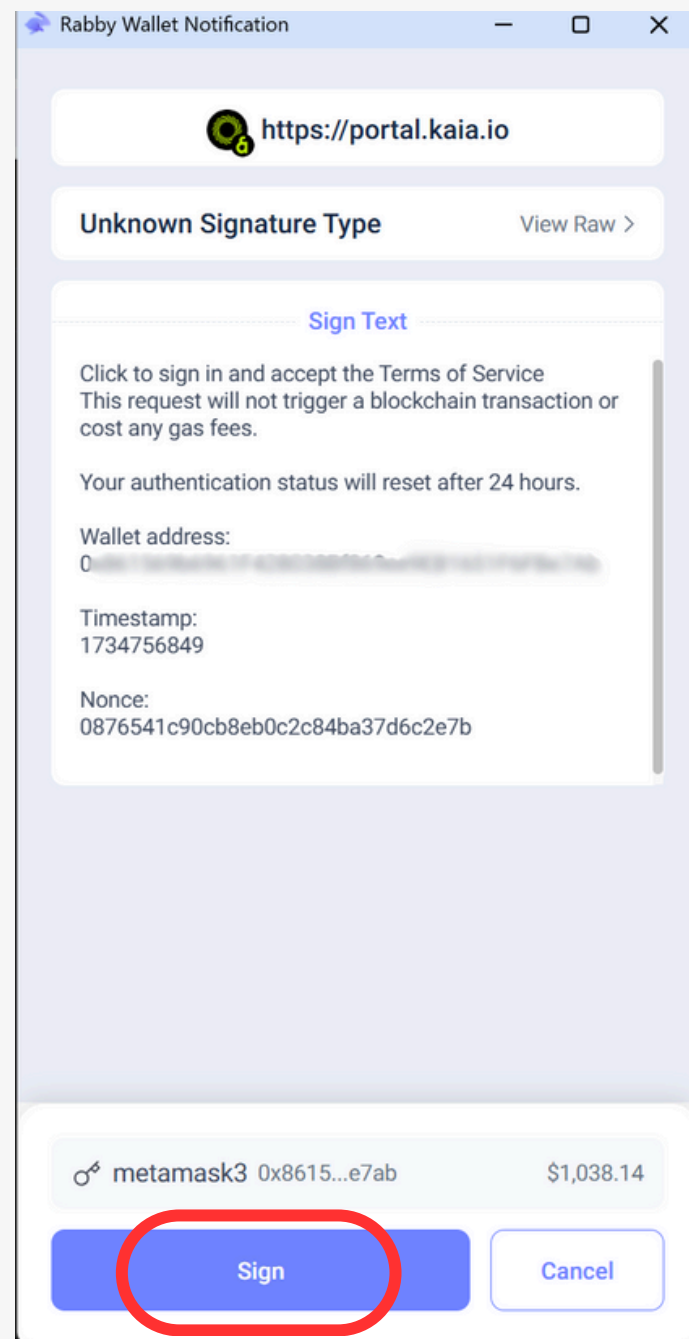 Rabby Wallet Notification
https://portal.kaia.io
Unknown Signature Type View Raw >
Sign Text
Click to sign in and accept the Terms of Service
This request will not trigger a blockchain transaction or
cost any gas fees.
Your authentication status will reset after 24 hours.
Wallet address:
Timestamp:
1734756849
Nonce:
0876541c90cb8eb0c2c84ba37d6c2e7b
metamask3 0x8615...e7ab $1,038.14
Sign Cancel